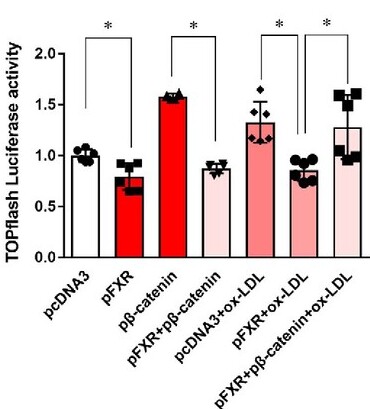 * * * *
TOPflash Luciferase activity
2.0
1.5
1.0
0.5
0.0
pcDNA3
pFXR
pβ-catenin
pFXR+pβ-catenin
pcDNA3+ox-LDL
pFXR+ox-LDL
pFXR+pβ-catenin+ox-LDL